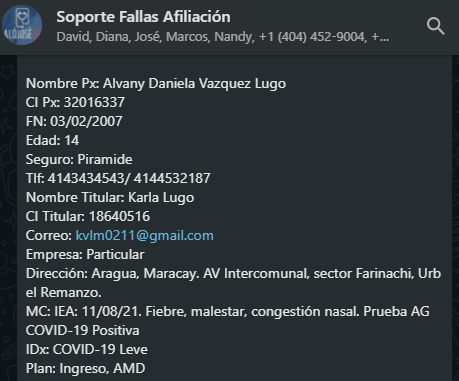 Soporte Fallas Afiliación
David, Diana, José, Marcos, Nandy, +1 (404) 452-9004, +...
ALÓJOSÉ
Nombre Px: Alvany Daniela Vazquez Lugo
CI Px: 32016337
FN: 03/02/2007
Edad: 14
Seguro: Piramide
Tlf: 4143434543/ 4144532187
Nombre Titular: Karla Lugo
CI Titular: 18640516
Correo: kvlm0211@gmail.com
Empresa: Particular
Dirección: Aragua, Maracay. AV Intercomunal, sector Farinachi, Urb
el Remanzo.
MC: IEA: 11/08/21. Fiebre, malestar, congestión nasal. Prueba AG
COVID-19 Positiva
IDx: COVID-19 Leve
Plan: Ingreso, AMD